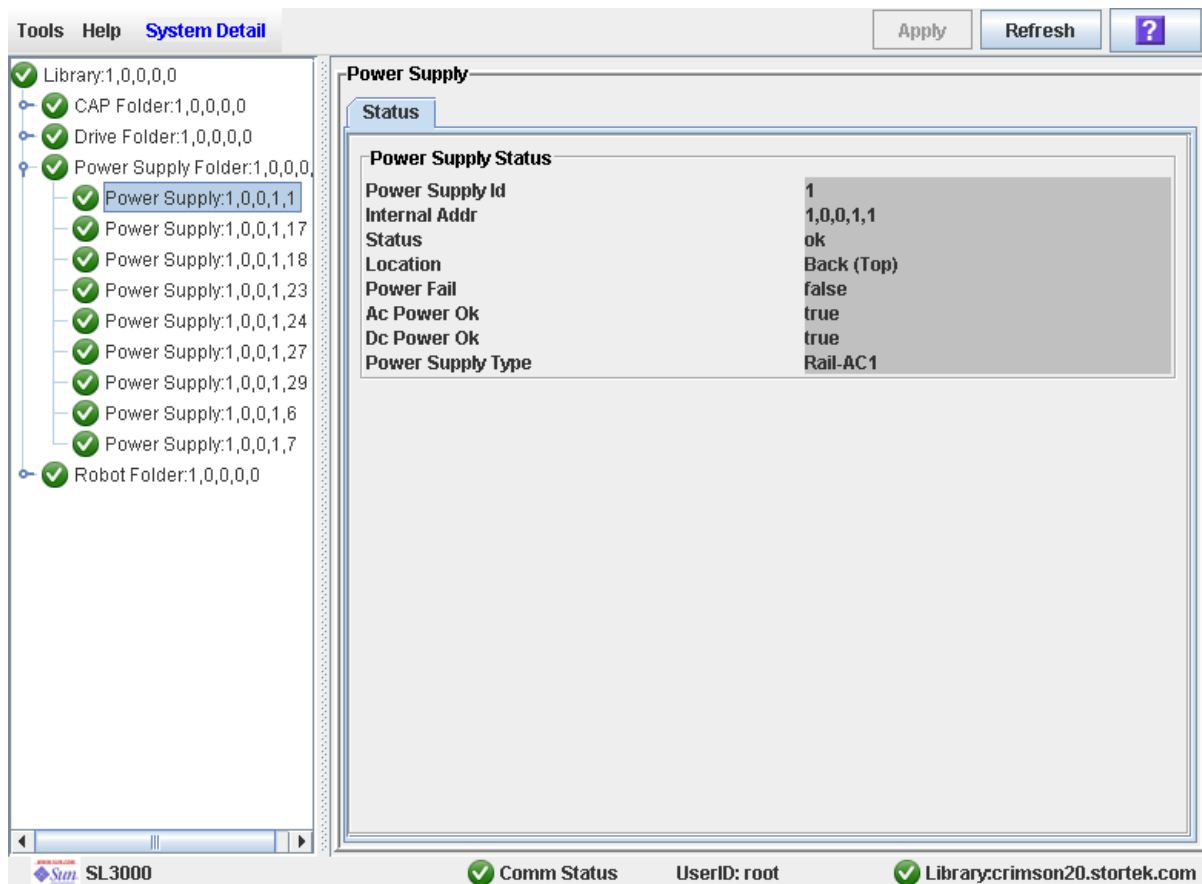 Tools Help System Detail Apply Refresh ?
Library:1,0,0,0,0
CAP Folder:1,0,0,0,0
Drive Folder:1,0,0,0,0
Power Supply Folder:1,0,0,0,
Power Supply:1,0,0,1,1
Power Supply:1,0,0,1,17
Power Supply:1,0,0,1,18
Power Supply:1,0,0,1,23
Power Supply:1,0,0,1,24
Power Supply:1,0,0,1,27
Power Supply:1,0,0,1,29
Power Supply:1,0,0,1,6
Power Supply:1,0,0,1,7
Robot Folder:1,0,0,0,0
Power Supply
Status
Power Supply Status
Power Supply Id 1
Internal Addr 1,0,0,1,1
Status ok
Location Back (Top)
Power Fail false
Ac Power Ok true
Dc Power Ok true
Power Supply Type Rail-AC1
Sun SL3000 Comm Status UserID: root Library:crimson20.stortek.com